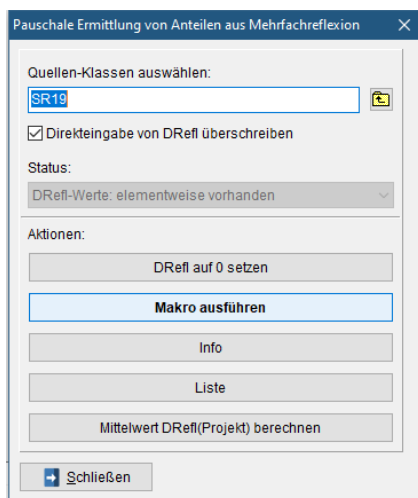 Pauschale Ermittlung von Anteilen aus Mehrfachreflexion
Quellen-Klassen auswählen:
SR19
Direkteingabe von DRefl überschreiben
Status:
DRefl-Werte: elementweise vorhanden
Aktionen:
DRefl auf 0 setzen
Makro ausführen
Info
Liste
Mittelwert DRefl(Projekt) berechnen
Schließen